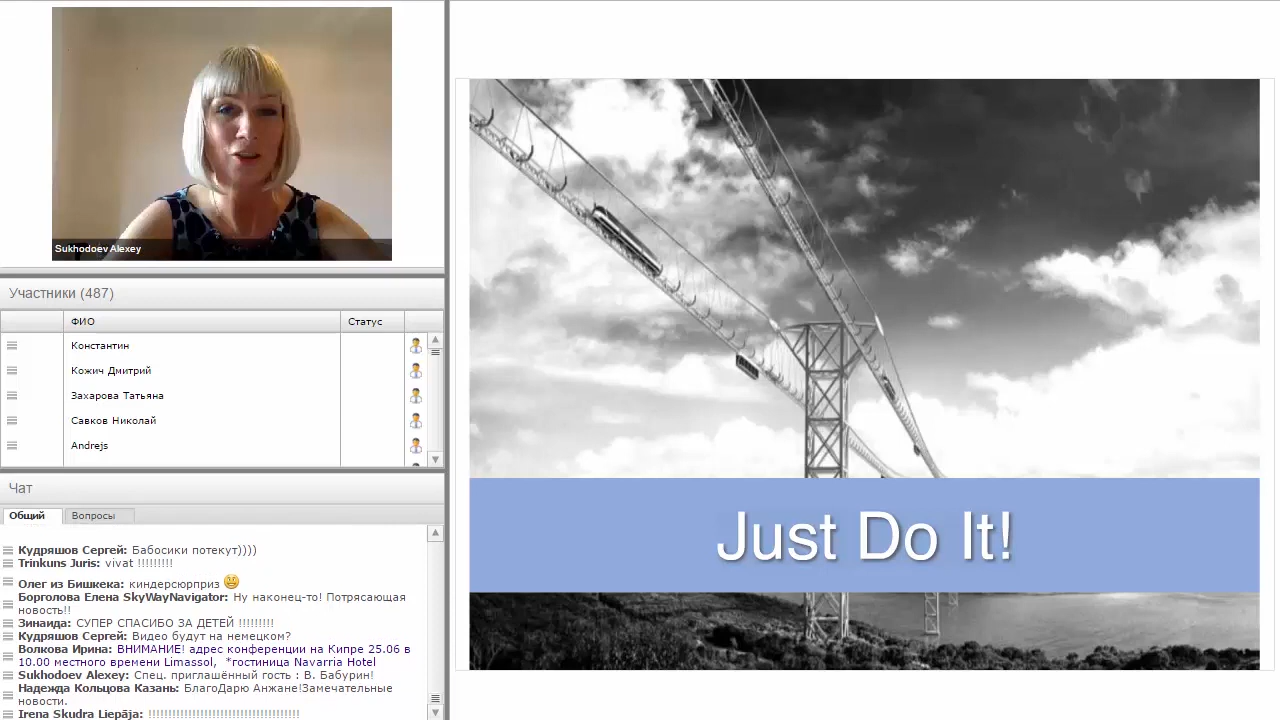 Sukhodoev Alexey
Участники (487)
ФИО
Статус
Константин
Кожич Дмитрий
Захарова Татьяна
Савков Николай
Andrejs
Чат
Общий
Вопросы
Кудряшов Сергей: Бабосики потекут))))
Trinkuns Juris: vivat !!!!!!!!!
Олег из Бишкека: киндерсюрприз
Борголова Елена SkyWayNavigator: Ну наконец-то! Потрясающая
новость!!
Зинаида: СУПЕР СПАСИБО ЗА ДЕТЕЙ !!!!!!!!!
Кудряшов Сергей: Видео будут на немецком?
Волкова Ирина: ВНИМАНИЕ! адрес конференции на Кипре 25.06 в
10.00 местного времени Limassol, *гостиница Navarria Hotel
Sukhodoev Alexey: Спец. приглашённый гость : В. Бабурин!
Надежда Кольцова Казань: БлагоДарю Анжане!Замечательные
новости.
Irena Skudra Liepāja: !!!!!!!!!!!!!!!!!!!!!!!!!!!!!!!!!!!!!!
Just Do It!